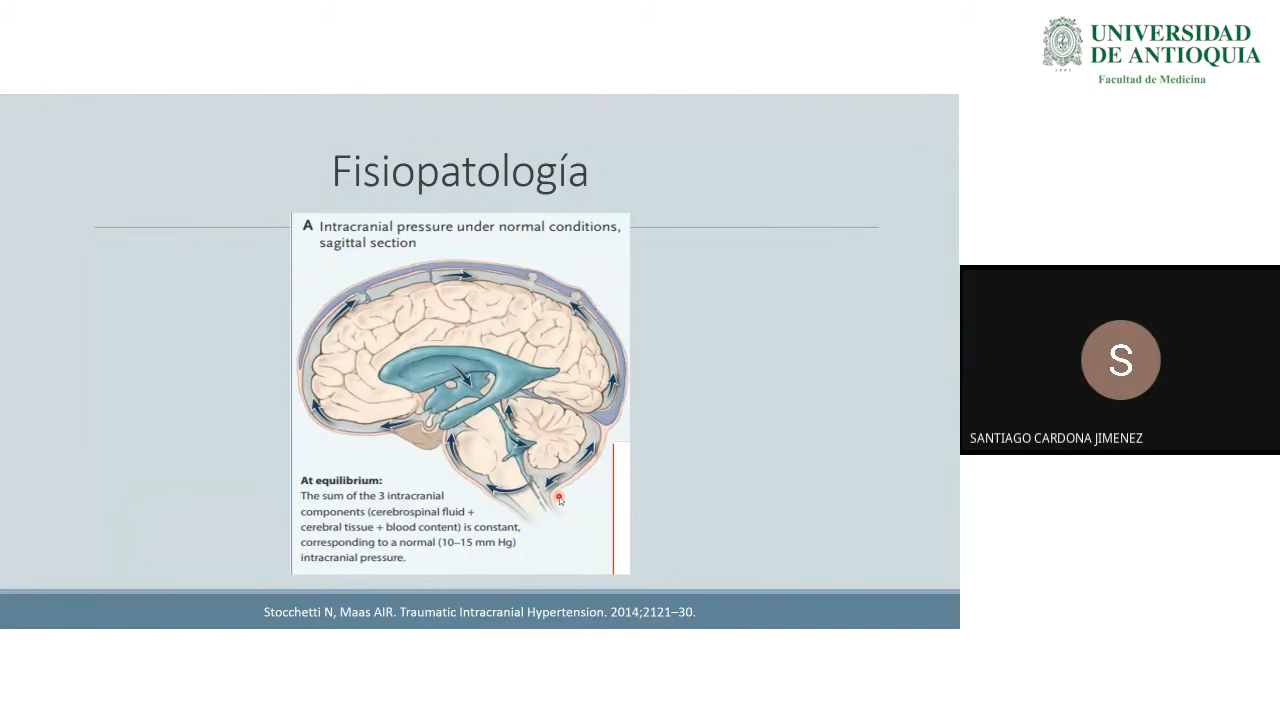 UNIVERSIDAD
DE ANTIOQUIA
1803
Facultad de Medicina
Fisiopatología
A Intracranial pressure under normal conditions,
sagittal section
At equilibrium:
The sum of the 3 intracranial
components (cerebrospinal fluid +
cerebral tissue + blood content) is constant,
corresponding to a normal (10–15 mm Hg)
intracranial pressure.
Stocchetti N, Maas AIR. Traumatic Intracranial Hypertension. 2014;2121–30.
S
SANTIAGO CARDONA JIMENEZ